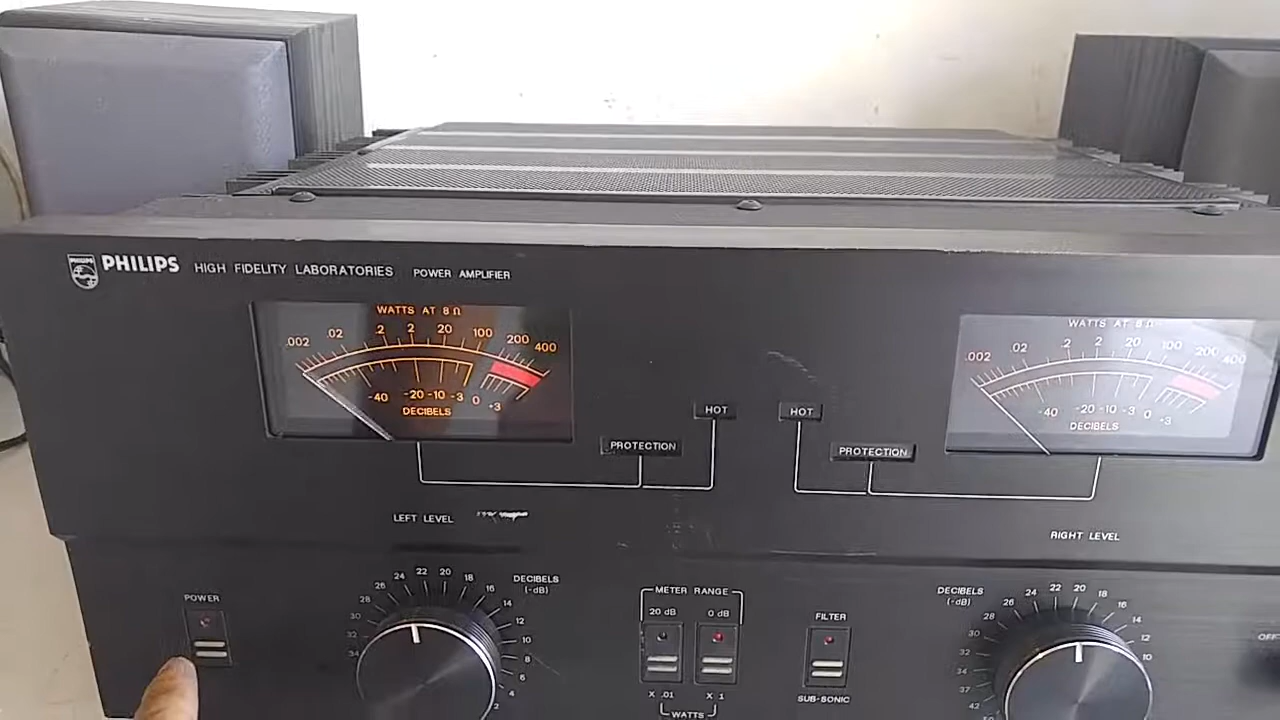 PHILIPS HIGH FIDELITY LABORATORIES POWER AMPLIFIER
WATTS AT 8 Ω
.002 .02 .2 2 20 100 200 400
-40 -20 -10 -3 0 +3
DECIBELS
WATTS AT 8 Ω
.002 .02 .2 2 20 100 200 400
-40 -20 -10 -3 0 +3
DECIBELS
HOT HOT
PROTECTION PROTECTION
LEFT LEVEL
RIGHT LEVEL
POWER
34 32 30 28 26 24 22 20 18 16 14 12 10 8 6 4 2
DECIBELS
(-dB)
METER RANGE
20 dB 0 dB
X .01 X 1
WATTS
FILTER
SUB-SONIC
DECIBELS
(-dB)
42 37 34 32 30 28 26 24 22 20 18 16 14 12 10
OFF